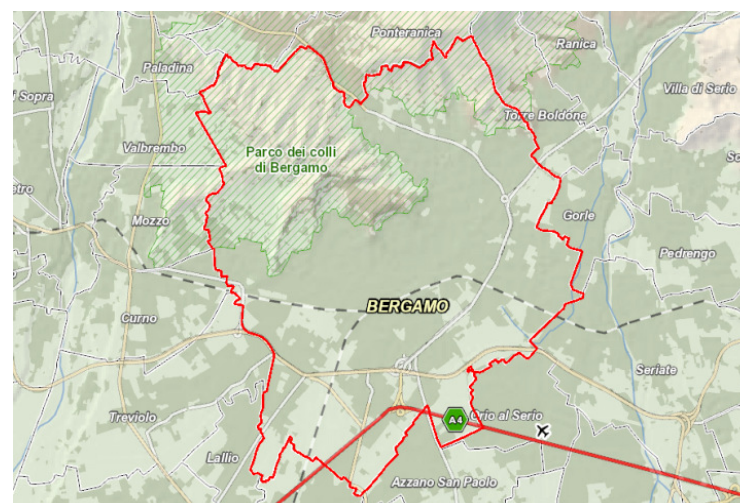 Ponteranica
Ranica
Paladina
Villa di Serio
Sopra
Torre Boldone
Valbrembo
Parco dei colli
di Bergamo
Mozzo
Gorle
Pedrengo
BERGAMO
Curno
Seriate
Treviolo
A4
Orio al Serio
Lallio
Azzano San Paolo